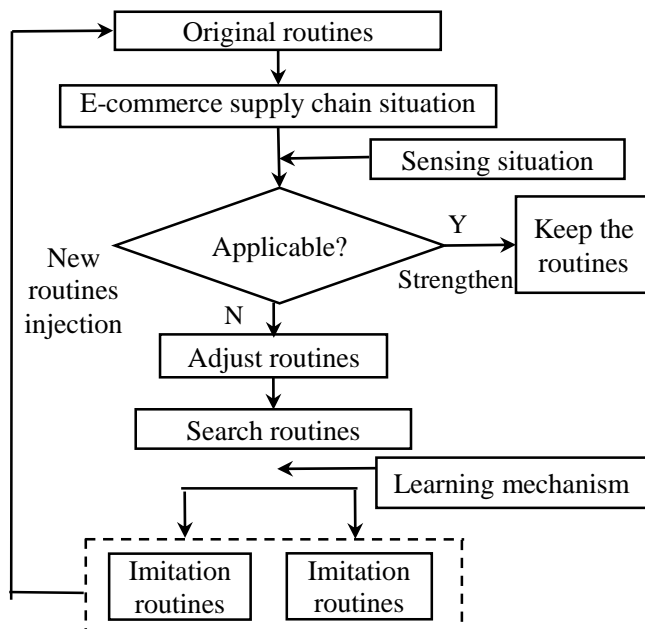 Original routines
E-commerce supply chain situation
Sensing situation
Applicable?
Y
Strengthen
Keep the
routines
New
routines
injection
N
Adjust routines
Search routines
Learning mechanism
Imitation
routines
Imitation
routines